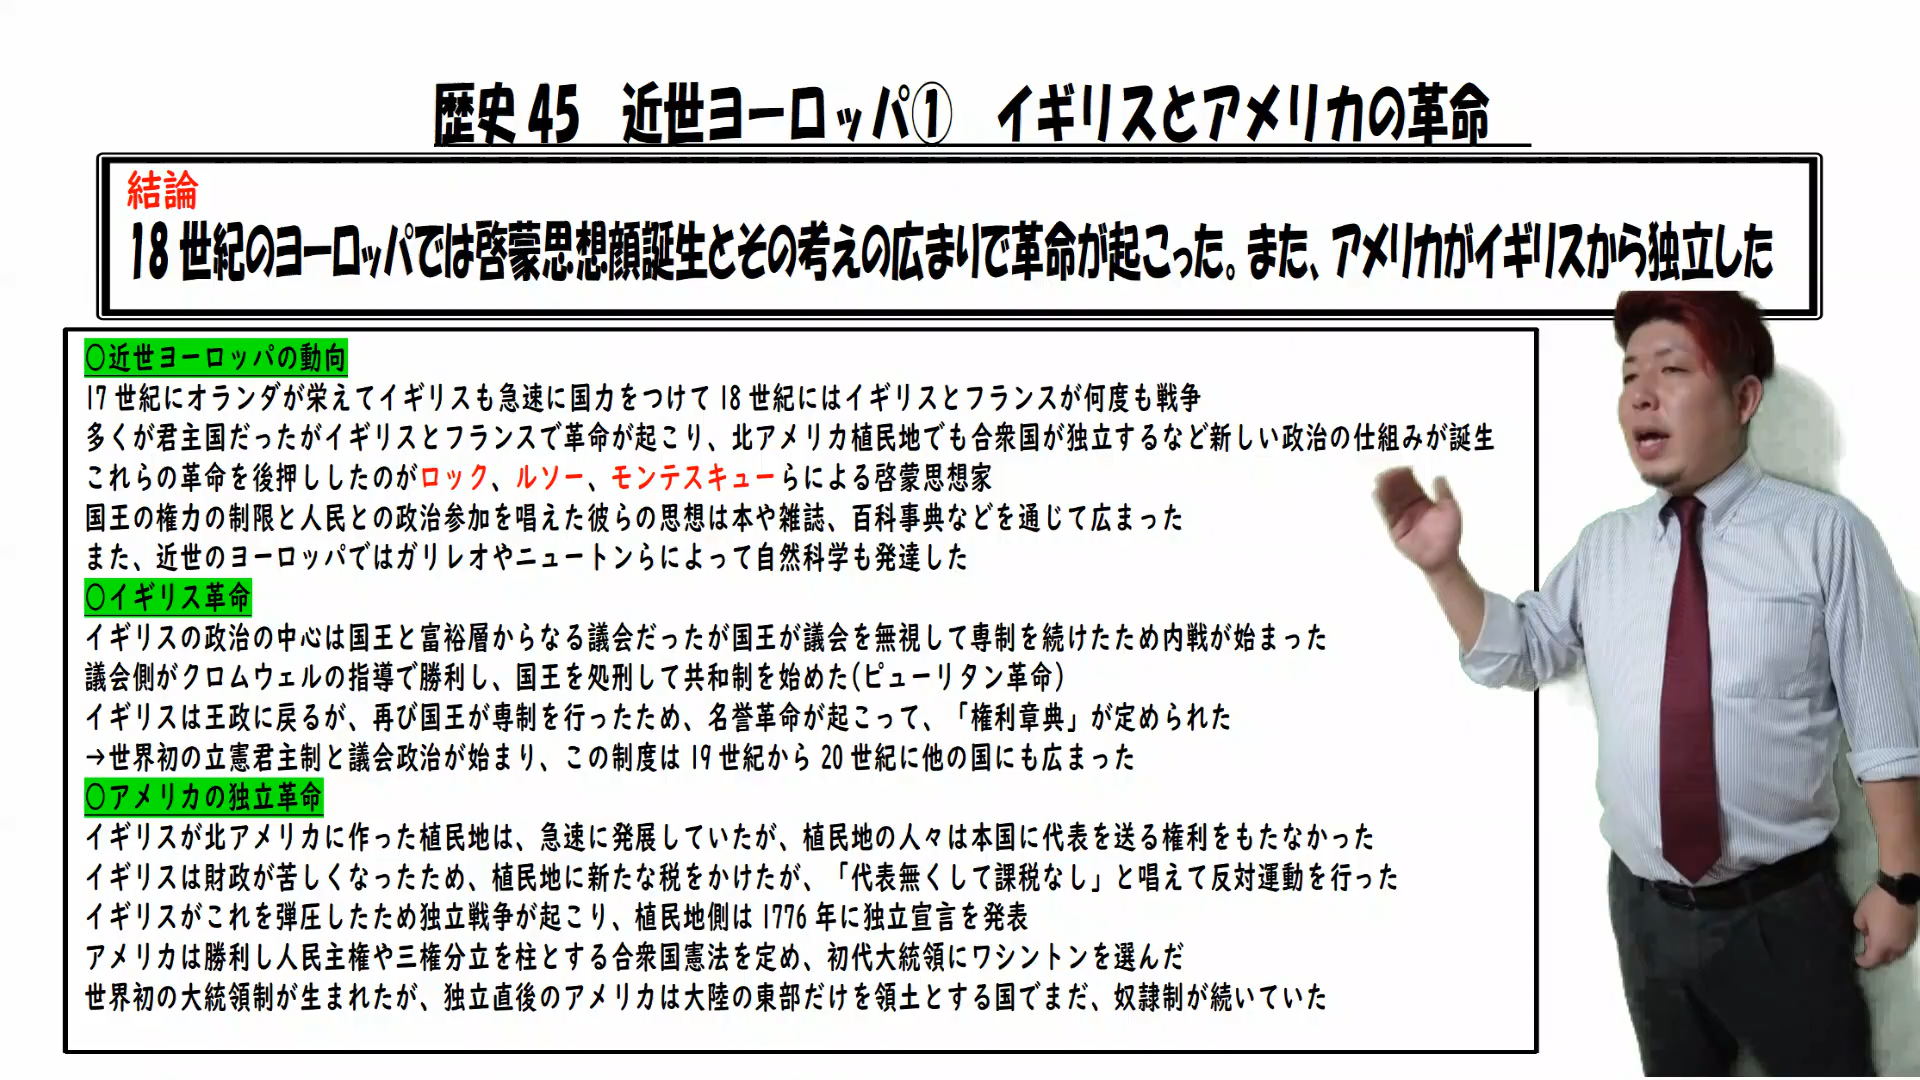 歴史45 近世ヨーロッパ① イギリスとアメリカの革命
結論
18世紀のヨーロッパでは啓蒙思想顔誕生とその考えの広まりで革命が起こった。また、アメリカがイギリスから独立した
○近世ヨーロッパの動向
17世紀にオランダが栄えてイギリスも急速に国力をつけて18世紀にはイギリスとフランスが何度も戦争
多くが君主国だったがイギリスとフランスで革命が起こり、北アメリカ植民地でも合衆国が独立するなど新しい政治の仕組みが誕生
これらの革命を後押ししたのがロック、ルソー、モンテスキューらによる啓蒙思想家
国王の権力の制限と人民との政治参加を唱えた彼らの思想は本や雑誌、百科事典などを通じて広まった
また、近世のヨーロッパではガリレオやニュートンらによって自然科学も発達した
○イギリス革命
イギリスの政治の中心は国王と富裕層からなる議会だったが国王が議会を無視して専制を続けたため内戦が始まった
議会側がクロムウェルの指導で勝利し、国王を処刑して共和制を始めた(ピューリタン革命)
イギリスは王政に戻るが、再び国王が専制を行ったため、名誉革命が起こって、「権利章典」が定められた
→世界初の立憲君主制と議会政治が始まり、この制度は19世紀から20世紀に他の国にも広まった
○アメリカの独立革命
イギリスが北アメリカに作った植民地は、急速に発展していたが、植民地の人々は本国に代表を送る権利をもたなかった
イギリスは財政が苦しくなったため、植民地に新たな税をかけたが、「代表無くして課税なし」と唱えて反対運動を行った
イギリスがこれを弾圧したため独立戦争が起こり、植民地側は1776年に独立宣言を発表
アメリカは勝利し人民主権や三権分立を柱とする合衆国憲法を定め、初代大統領にワシントンを選んだ
世界初の大統領制が生まれたが、独立直後のアメリカは大陸の東部だけを領土とする国でまだ、奴隷制が続いていた